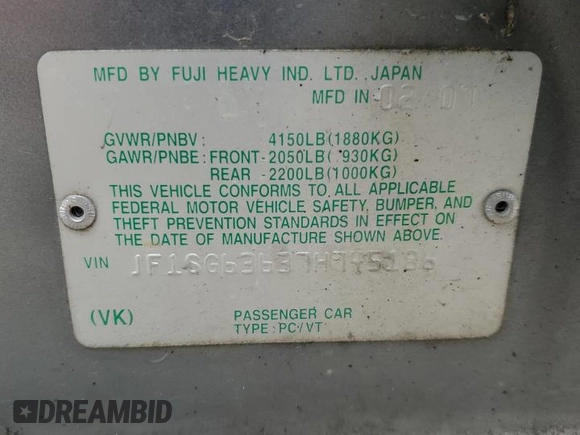 MFD BY FUJI HEAVY IND. LTD. JAPAN
MFD IN 02 07
GVWR/PNBV: 4150LB(1880KG)
GAWR/PNBE: FRONT-2050LB( 930KG)
REAR -2200LB(1000KG)
THIS VEHICLE CONFORMS TO ALL APPLICABLE
FEDERAL MOTOR VEHICLE, SAFETY, BUMPER, AND
THEFT PREVENTION STANDARDS IN EFFECT ON
THE DATE OF MANUFACTURE SHOWN ABOVE.
VIN
(VK) PASSENGER CAR
TYPE: PC/VT
DREAMBID